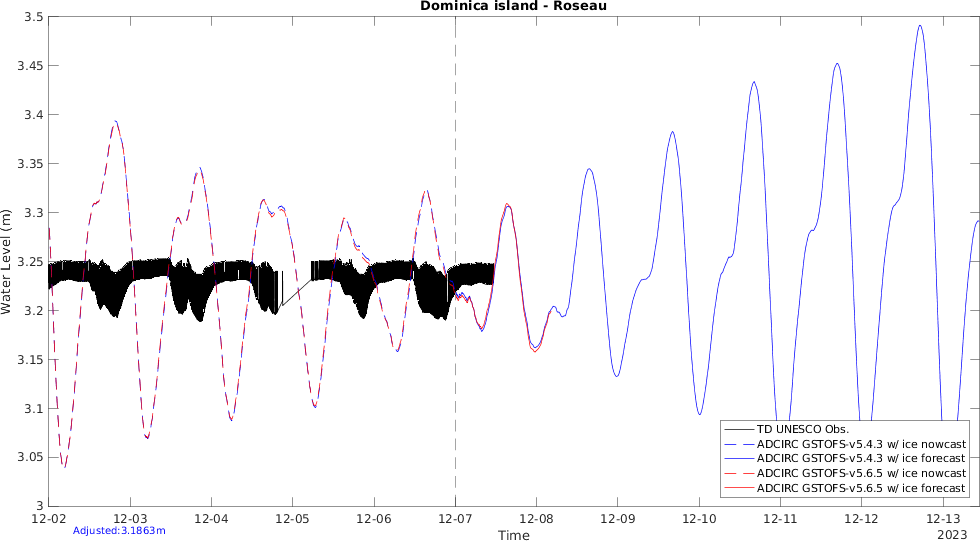 Dominica island - Roseau
3.5
3.45
3.4
3.35
3.3
3.25
3.2
3.15
3.1
3.05
3
Water Level (m)
TD UNESCO Obs.
ADCIRC GSTOFS-v5.4.3 w/ ice nowcast
ADCIRC GSTOFS-v5.4.3 w/ ice forecast
ADCIRC GSTOFS-v5.6.5 w/ ice nowcast
ADCIRC GSTOFS-v5.6.5 w/ ice forecast
12-02 12-03 12-04 12-05 12-06 12-07 12-08 12-09 12-10 12-11 12-12 12-13
Adjusted:3.1863m
Time
2023